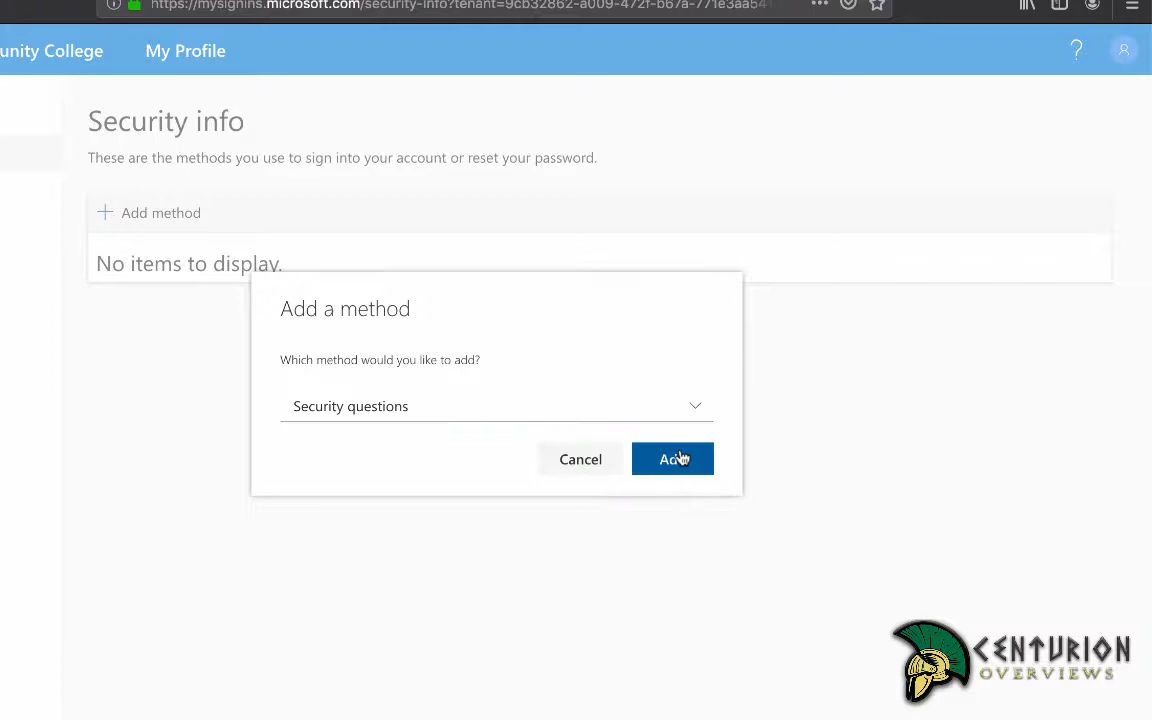 https://mysignins.microsoft.com/security-info?tenant=9cb32862-a009-472f-b67a-771e3aa541
unity College
My Profile
?
Security info
These are the methods you use to sign into your account or reset your password.
+ Add method
No items to display.
Add a method
Which method would you like to add?
Security questions
Cancel
CENTURION
OVERVIEWS